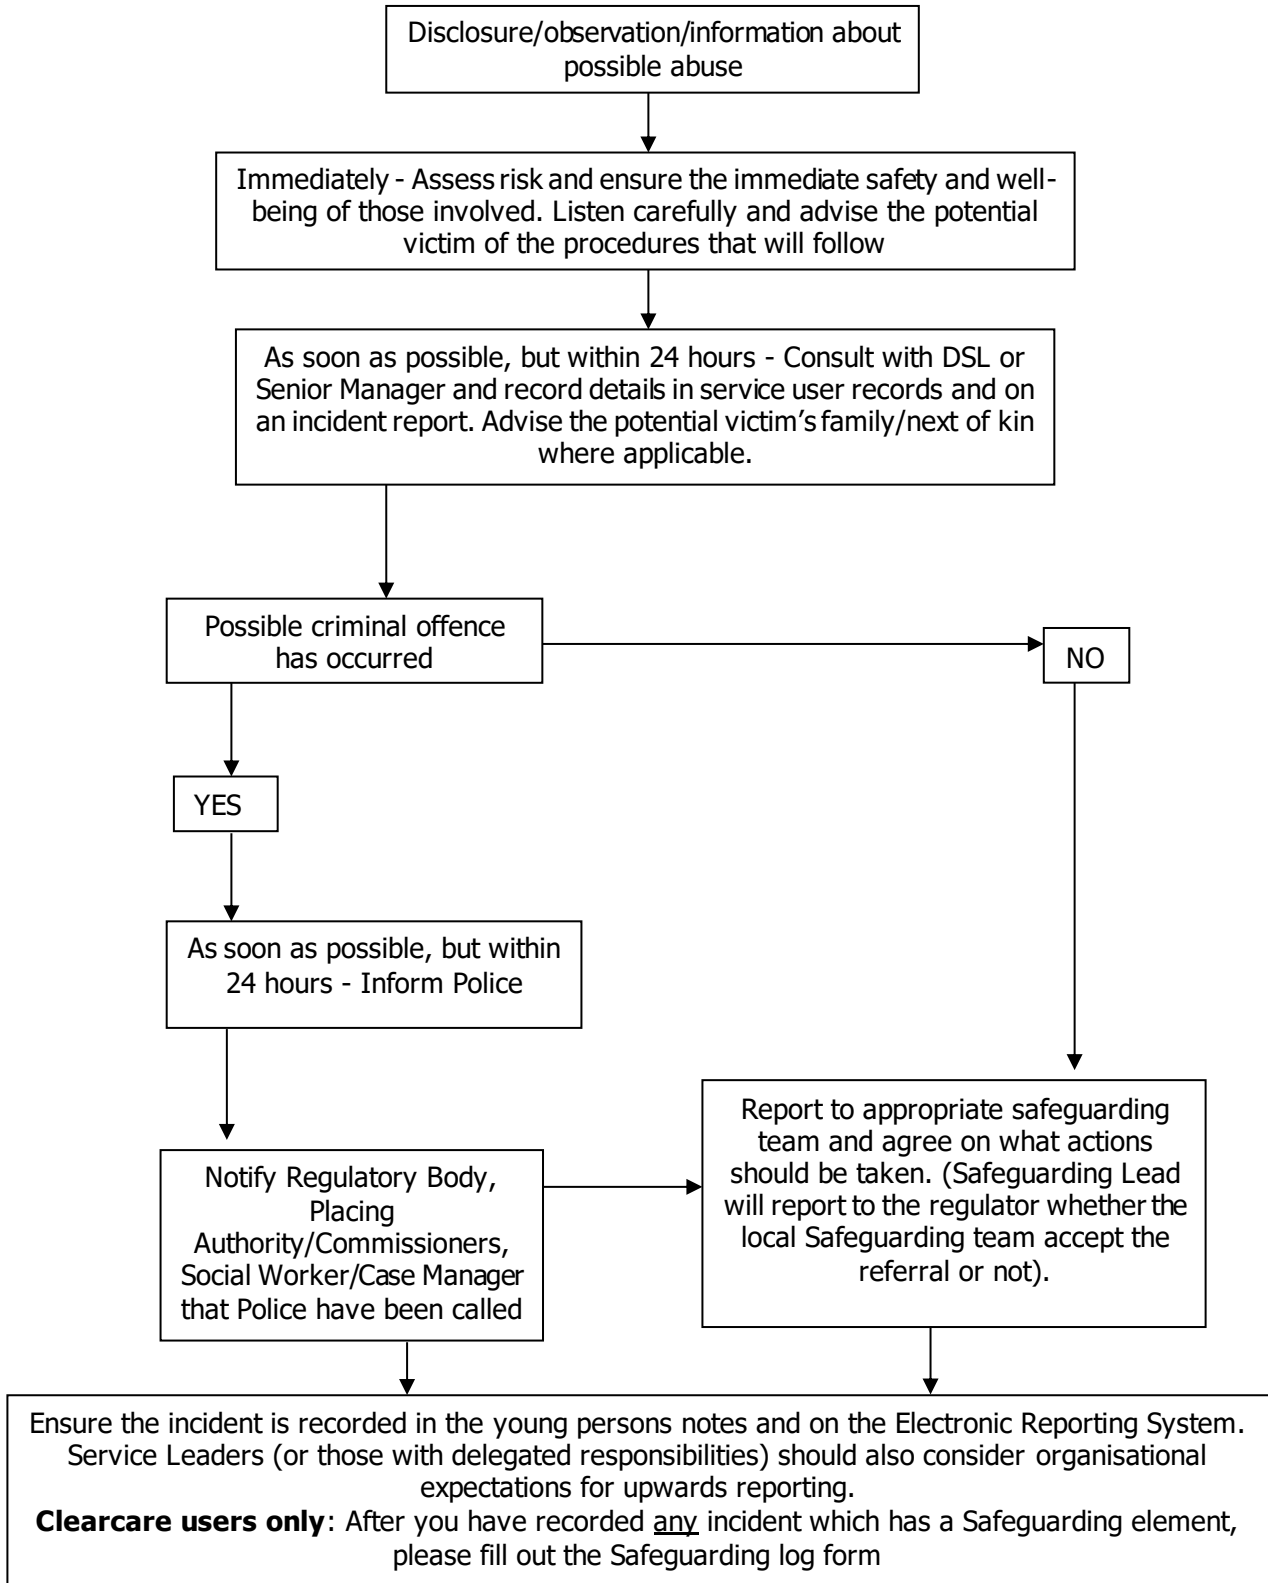 Disclosure/observation/information about
possible abuse
Immediately - Assess risk and ensure the immediate safety and well-
being of those involved. Listen carefully and advise the potential
victim of the procedures that will follow
As soon as possible, but within 24 hours - Consult with DSL or
Senior Manager and record details in service user records and on
an incident report. Advise the potential victim’s family/next of kin
where applicable.
Possible criminal offence
has occurred
NO
YES
As soon as possible, but within
24 hours - Inform Police
Notify Regulatory Body,
Placing
Authority/Commissioners,
Social Worker/Case Manager
that Police have been called
Report to appropriate safeguarding
team and agree on what actions
should be taken. (Safeguarding Lead
will report to the regulator whether the
local Safeguarding team accept the
referral or not).
Ensure the incident is recorded in the young persons notes and on the Electronic Reporting System.
Service Leaders (or those with delegated responsibilities) should also consider organisational
expectations for upwards reporting.
Clearcare users only: After you have recorded any incident which has a Safeguarding element,
please fill out the Safeguarding log form